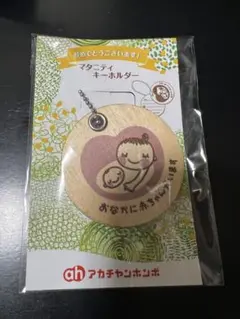 おめでとうございます!
マタニティ
キーホルダー
おなかに赤ちゃんがいます
ah アカチャンホンポ